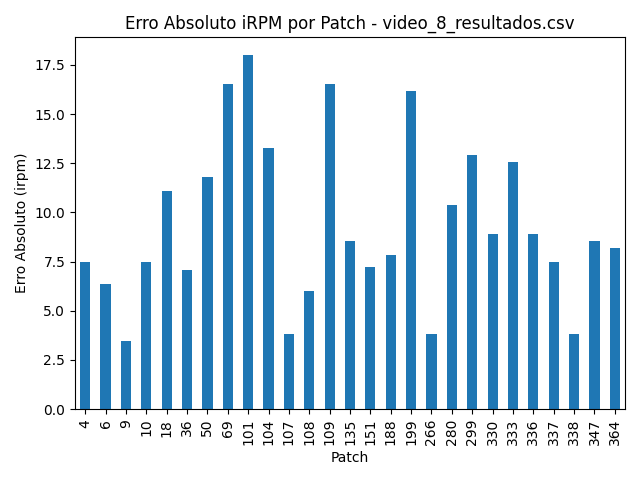 Erro Absoluto iRPM por Patch - video_8_resultados.csv
Erro Absoluto (irpm)
17.5
15.0
12.5
10.0
7.5
5.0
2.5
0.0
4 6 9 10 18 36 50 69 101 104 107 108 109 135 151 188 199 266 280 299 330 333 336 337 338 347 364
Patch